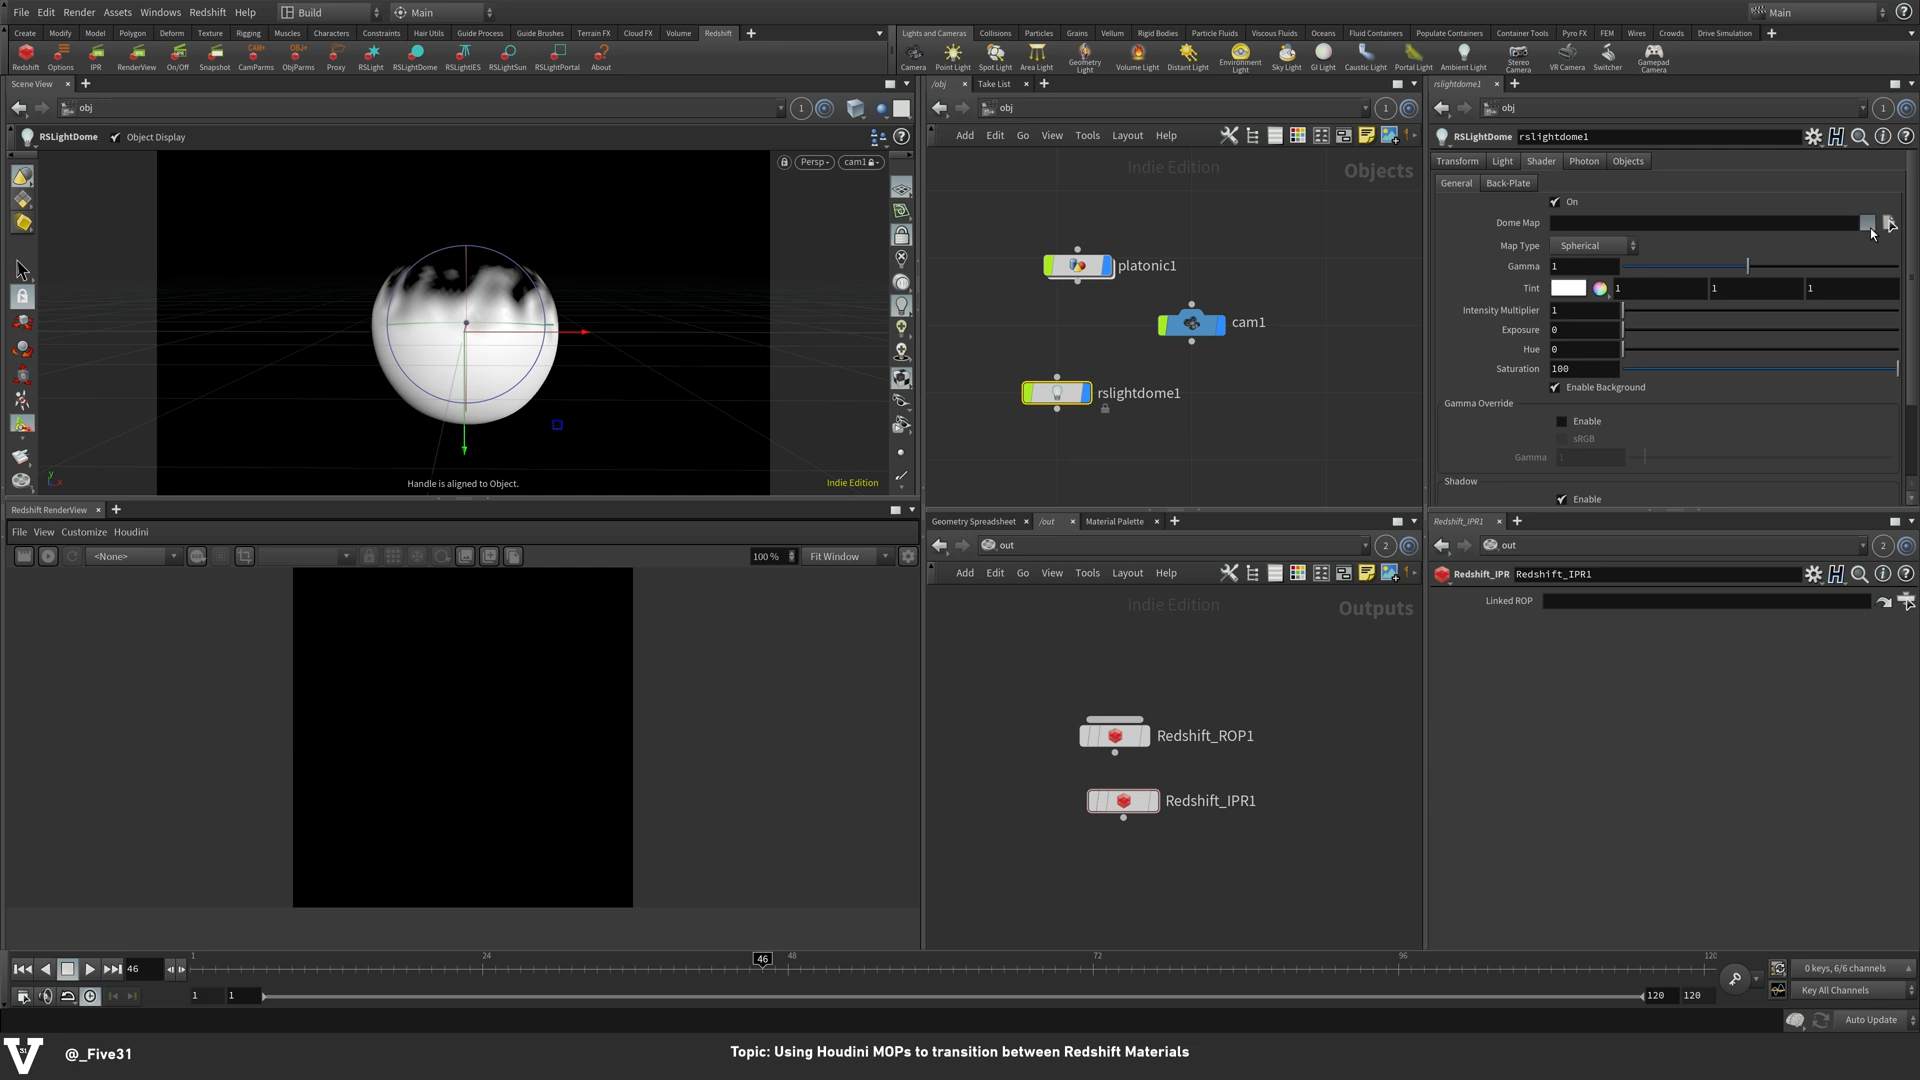 File Edit Render Assets Windows Redshift Help Build Main Main
Create Modify Model Polygon Deform Texture Rigging Muscles Characters Constraints Hair Utils Guide Process Guide Brushes Terrain FX Cloud FX Volume Redshift
Lights and Cameras Collisions Particles Grains Vellum Rigid Bodies Particle Fluids Viscous Fluids Oceans Fluid Containers Populate Containers Container Tools Pyro FX FEM Wires Crowds Drive Simulation
Redshift Options IPR RenderView On/Off Snapshot CamParms ObjParms Proxy RSLight RSLightDome RSLightIES RSLightSun RSLightPortal About
Camera Point Light Spot Light Area Light Geometry Light Volume Light Distant Light Environment Light Sky Light GI Light Caustic Light Portal Light Ambient Light Stereo Camera VR Camera Switcher Gamepad Camera
Scene View
obj
1
RSLightDome Object Display
Persp cam1
Handle is aligned to Object.
Indie Edition
/obj Take List
obj
1
Add Edit Go View Tools Layout Help
Indie Edition
Objects
platonic1
cam1
rslightdome1
rslightdome1
obj
1
RSLightDome rslightdome1
Transform Light Shader Photon Objects
General Back-Plate
On
Dome Map
Map Type Spherical
Gamma 1
Tint 1 1 1
Intensity Multiplier 1
Exposure 0
Hue 0
Saturation 100
Enable Background
Gamma Override
Enable
sRGB
Gamma 1
Shadow
Enable
Redshift RenderView
File View Customize Houdini
<None> 100 % Fit Window
Geometry Spreadsheet /out Material Palette
out
2
Add Edit Go View Tools Layout Help
Indie Edition
Outputs
Redshift_ROP1
Redshift_IPR1
Redshift_IPR1
out
2
Redshift_IPR Redshift_IPR1
Linked ROP
46
1 24 46 48 72 96 120
1 1 120 120
0 keys, 6/6 channels
Key All Channels
Auto Update
@_Five31
Topic: Using Houdini MOPs to transition between Redshift Materials